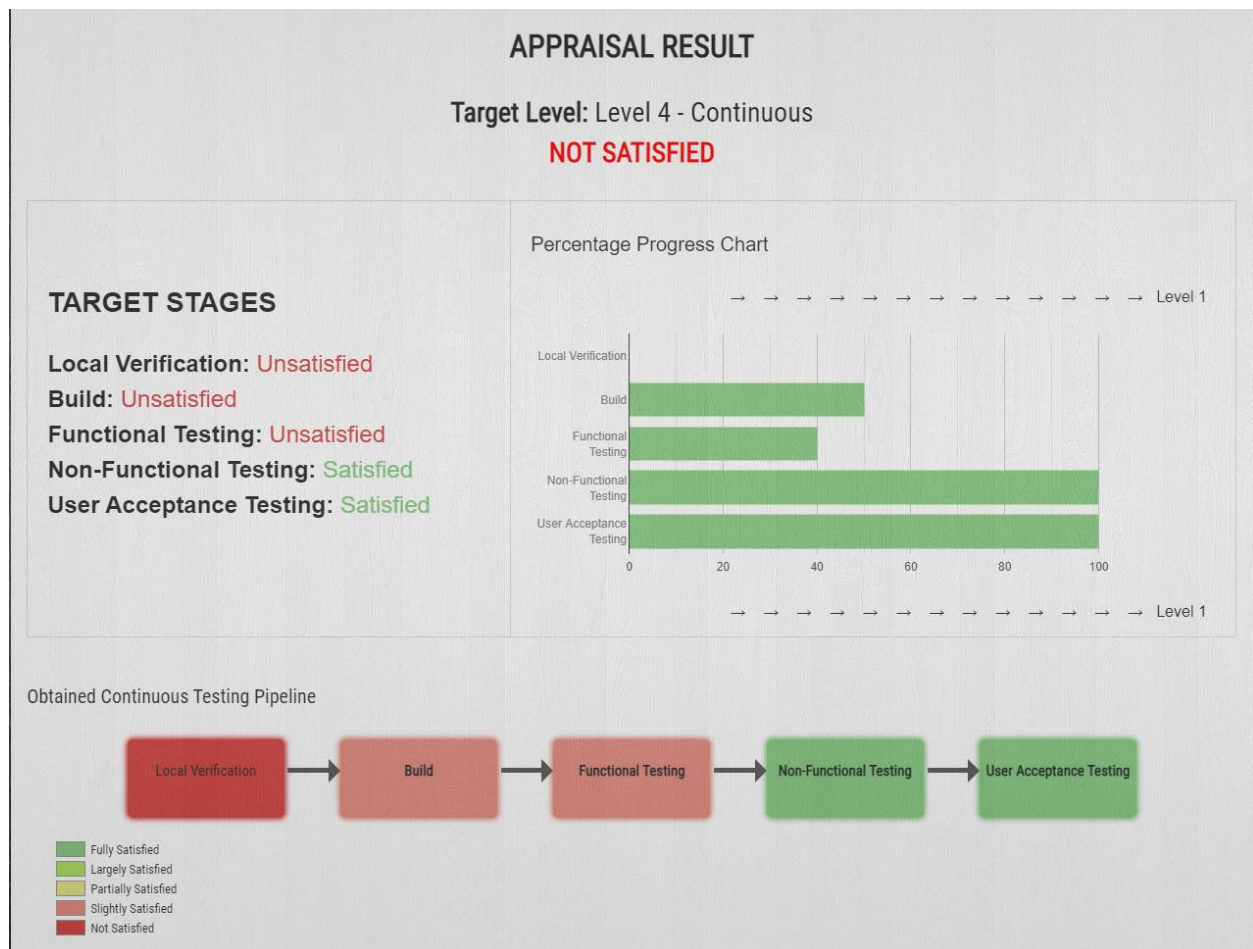 APPRAISAL RESULT
Target Level: Level 4 - Continuous
NOT SATISFIED
TARGET STAGES
Local Verification: Unsatisfied
Build: Unsatisfied
Functional Testing: Unsatisfied
Non-Functional Testing: Satisfied
User Acceptance Testing: Satisfied
Percentage Progress Chart
→ → → → → → → → → → → → → Level 1
Local Verification
Build
Functional
Testing
Non-Functional
Testing
User Acceptance
Testing
0 20 40 60 80 100
→ → → → → → → → → → → → → Level 1
Obtained Continuous Testing Pipeline
Local Verification
Build
Functional Testing
Non-Functional Testing
User Acceptance Testing
Fully Satisfied
Largely Satisfied
Partially Satisfied
Slightly Satisfied
Not Satisfied